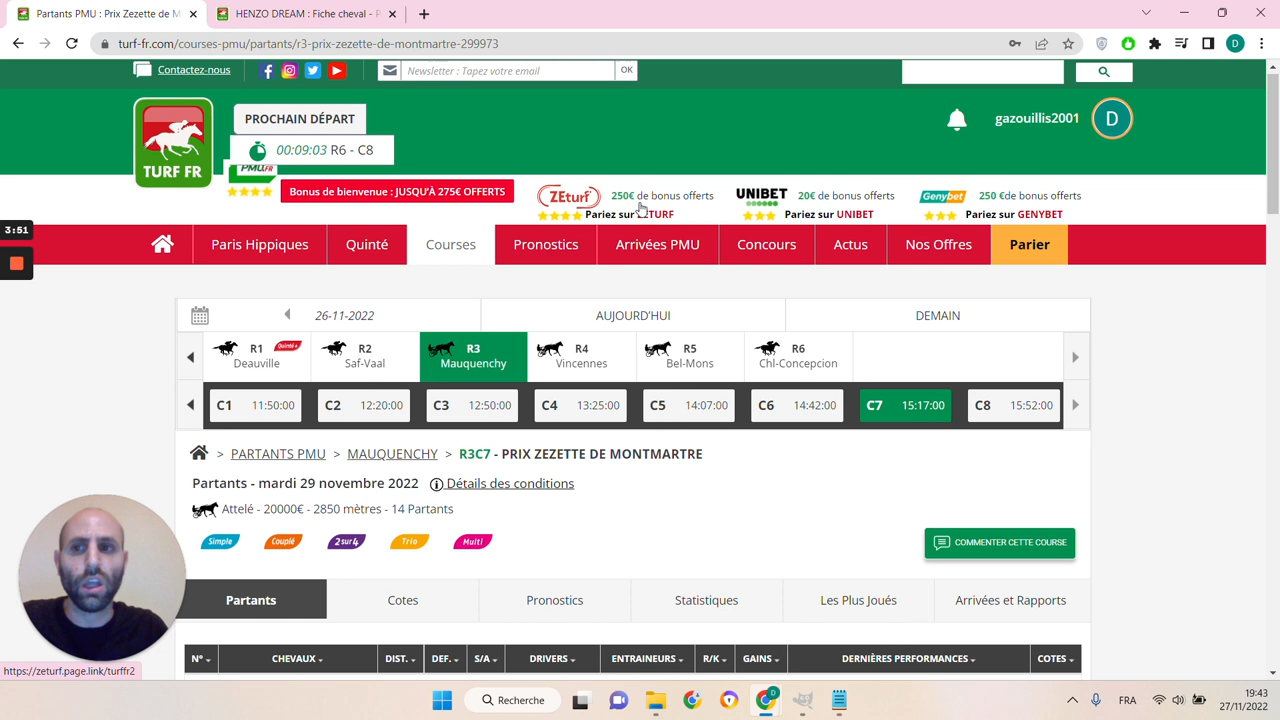 Partants PMU : Prix Zezette de M
HENZO DREAM : Fiche cheval - P
turf-fr.com/courses-pmu/partants/r3-prix-zezette-de-montmartre-299973
D
Contactez-nous
Newsletter : Tapez votre email
OK
PROCHAIN DÉPART
00:09:03 R6 - C8
TURF FR
gazouillis2001
D
PMU.FR
Bonus de bienvenue : JUSQU'À 275€ OFFERTS
ZEturf
250€ de bonus offerts
Pariez sur ZETURF
UNIBET
20€ de bonus offerts
Pariez sur UNIBET
Genybet
250 €de bonus offerts
Pariez sur GENYBET
3:51
Paris Hippiques
Quinté
Courses
Pronostics
Arrivées PMU
Concours
Actus
Nos Offres
Parier
26-11-2022
AUJOURD'HUI
DEMAIN
R1 Quinté+
Deauville
R2
Saf-Vaal
R3
Mauquenchy
R4
Vincennes
R5
Bel-Mons
R6
Chl-Concepcion
C1 11:50:00
C2 12:20:00
C3 12:50:00
C4 13:25:00
C5 14:07:00
C6 14:42:00
C7 15:17:00
C8 15:52:00
> PARTANTS PMU > MAUQUENCHY > R3C7 - PRIX ZEZETTE DE MONTMARTRE
Partants - mardi 29 novembre 2022 Détails des conditions
Attelé - 20000€ - 2850 mètres - 14 Partants
Simple
Couplé
2sur4
Trio
Multi
COMMENTER CETTE COURSE
Partants
Cotes
Pronostics
Statistiques
Les Plus Joués
Arrivées et Rapports
N°
CHEVAUX
DIST.
DEF.
S/A
DRIVERS
ENTRAINEURS
R/K
GAINS
DERNIÈRES PERFORMANCES
COTES
https://zeturf.page.link/turffr2
Recherche
D
FRA
19:43
27/11/2022